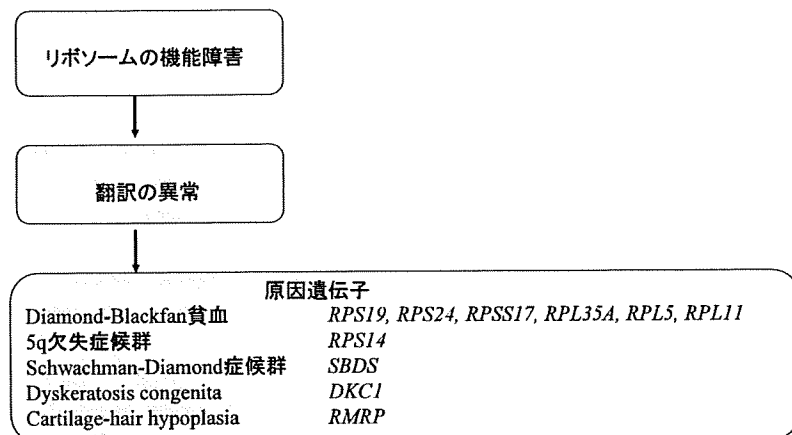 リボソームの機能障害
翻訳の異常
原因遺伝子
Diamond-Blackfan貧血 RPS19, RPS24, RPSS17, RPL35A, RPL5, RPL11
5q欠失症候群 RPS14
Schwachman-Diamond症候群 SBDS
Dyskeratosis congenita DKC1
Cartilage-hair hypoplasia RMRP